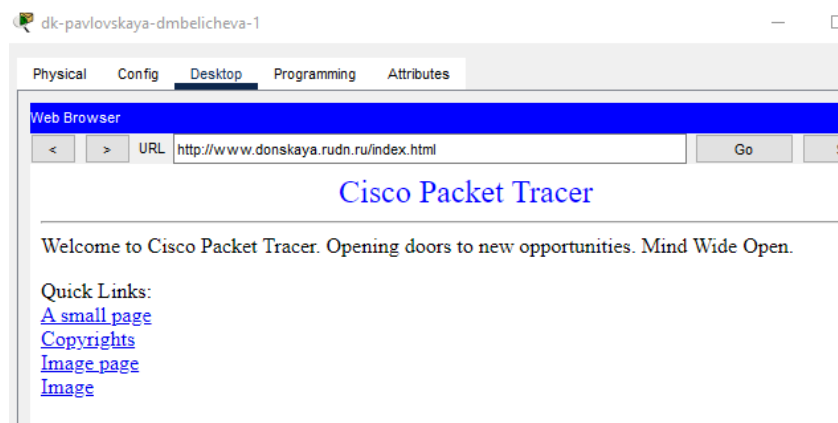 dk-pavlovskaya-dmbelicheva-1
Physical Config Desktop Programming Attributes
Web Browser
< > URL http://www.donskaya.rudn.ru/index.html Go
Cisco Packet Tracer
Welcome to Cisco Packet Tracer. Opening doors to new opportunities. Mind Wide Open.
Quick Links:
A small page
Copyrights
Image page
Image